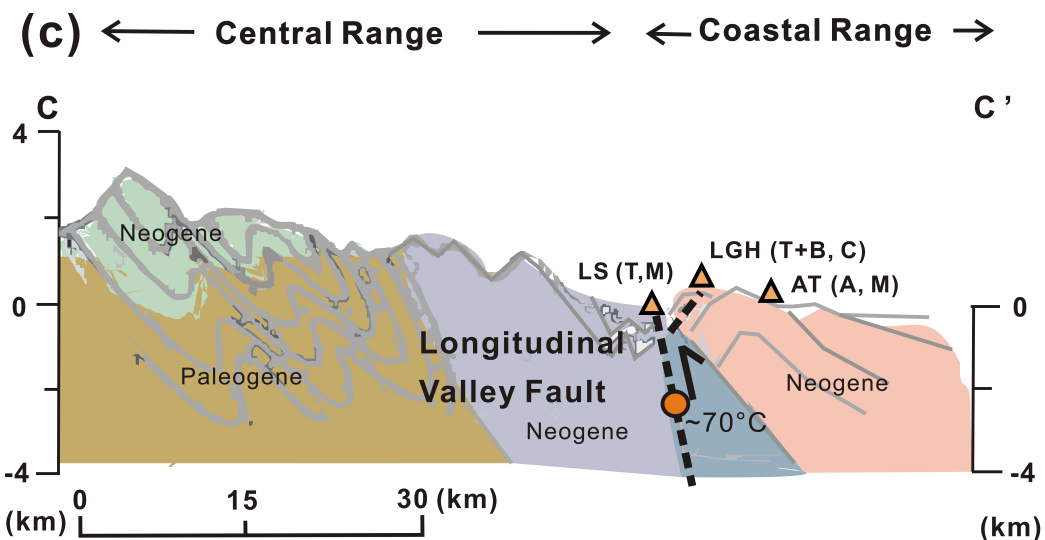 (c) Central Range Coastal Range
C C '
4
Neogene
LGH (T+B, C)
LS (T,M)
AT (A, M)
0 0
Longitudinal
Paleogene
Neogene
Valley Fault
~70°C
Neogene
-4 -4
0 15 30 (km)
(km) (km)